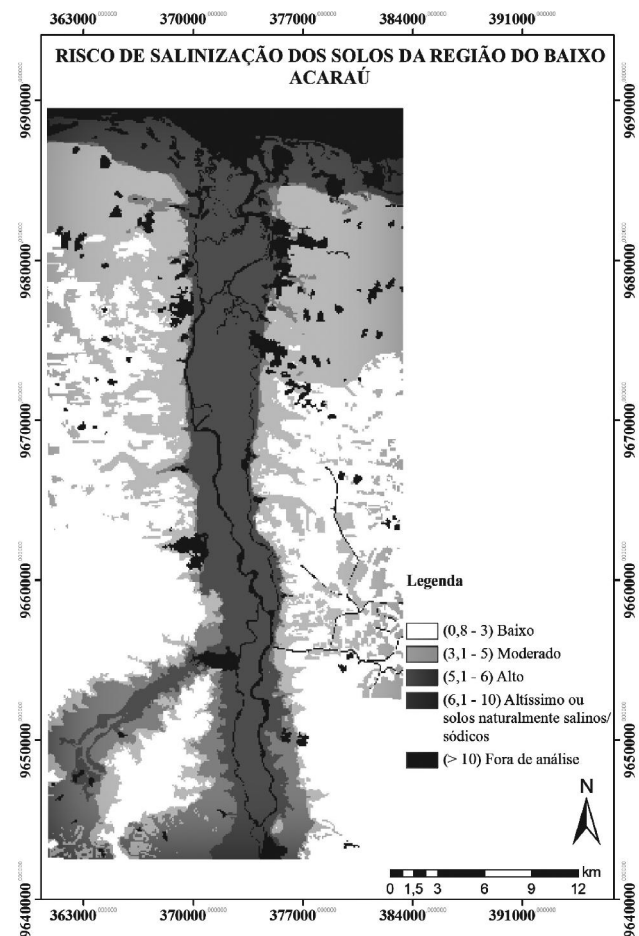 363000 370000 377000 384000 391000
RISCO DE SALINIZAÇÃO DOS SOLOS DA REGIÃO DO BAIXO
ACARAÚ
9690000 9690000
9680000 9680000
9670000 9670000
9660000 9660000
Legenda
(0,8 - 3) Baixo
(3,1 - 5) Moderado
(5,1 - 6) Alto
(6,1 - 10) Altíssimo ou
solos naturalmente salinos/
sódicos
(> 10) Fora de análise
9650000 9650000
N
km
0 1,5 3 6 9 12
9640000 9640000
363000 370000 377000 384000 391000